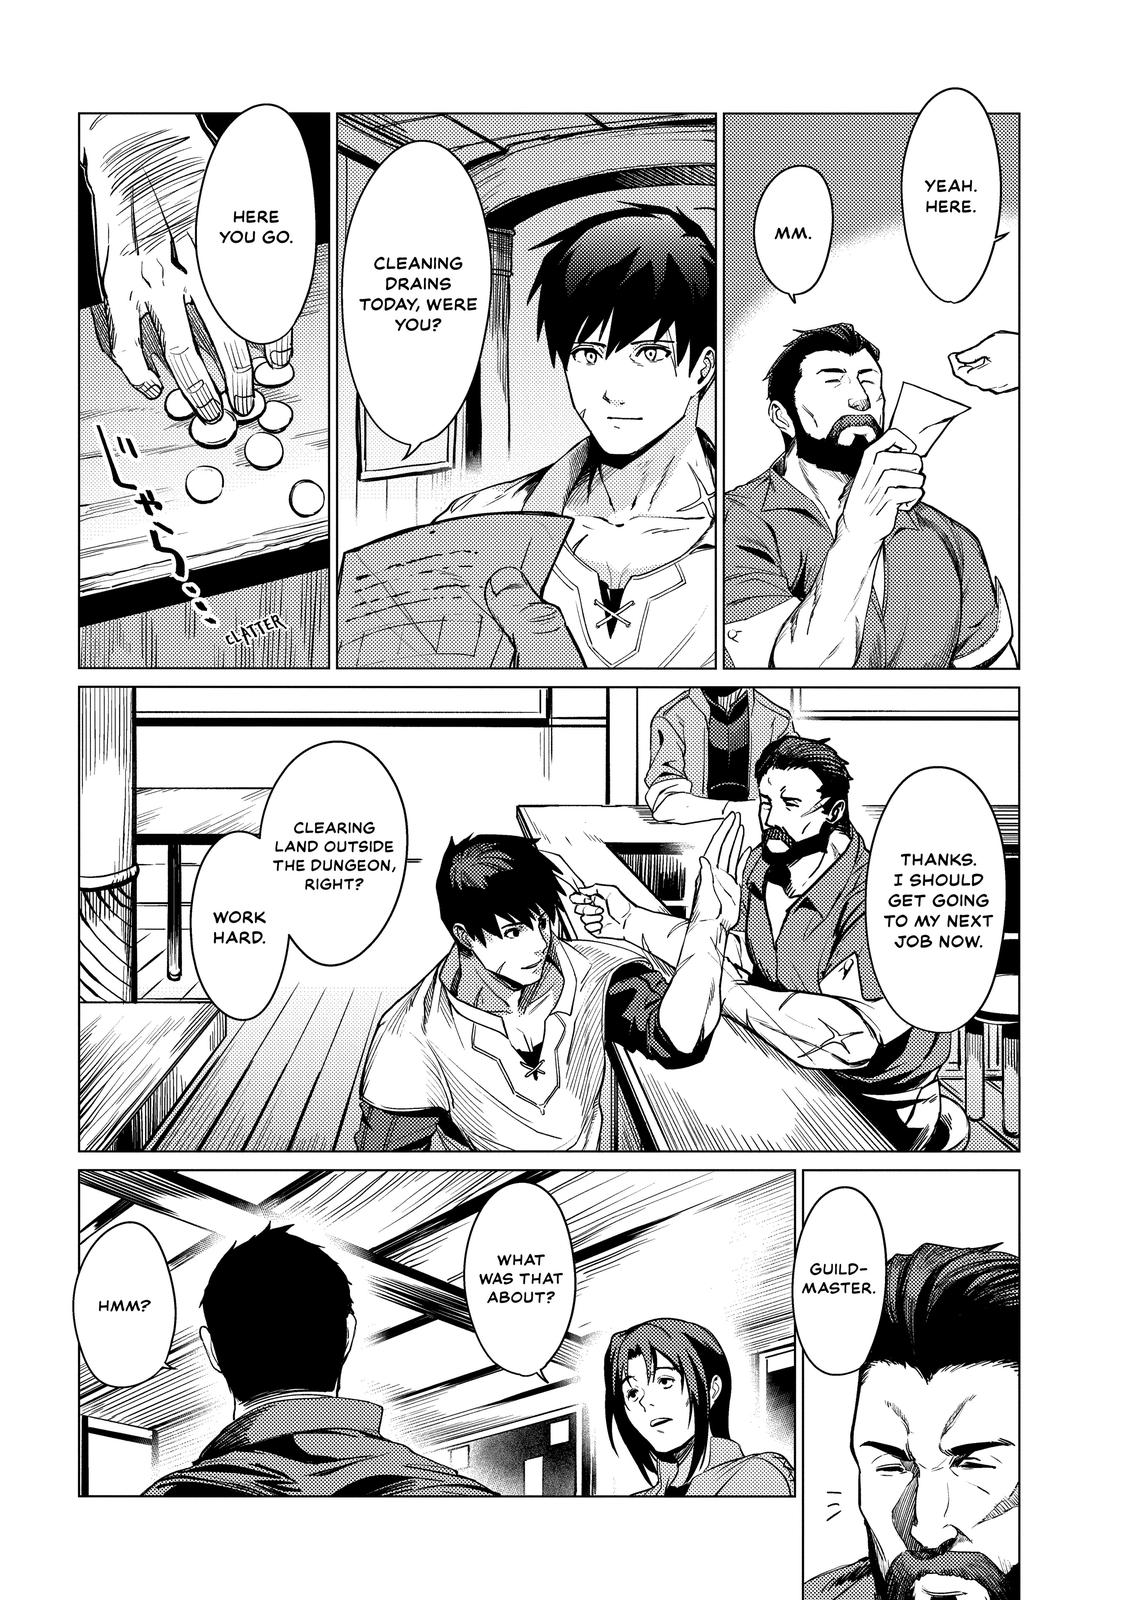 YEAH.
HERE.
MM.
CLEANING
DRAINS
TODAY, WERE
YOU?
HERE
YOU GO.
じゃら
CLATTER
THANKS.
I SHOULD
GET GOING
TO MY NEXT
JOB NOW.
CLEARING
LAND OUTSIDE
THE DUNGEON,
RIGHT?
WORK
HARD.
GUILD-
MASTER.
WHAT
WAS THAT
ABOUT?
HMM?